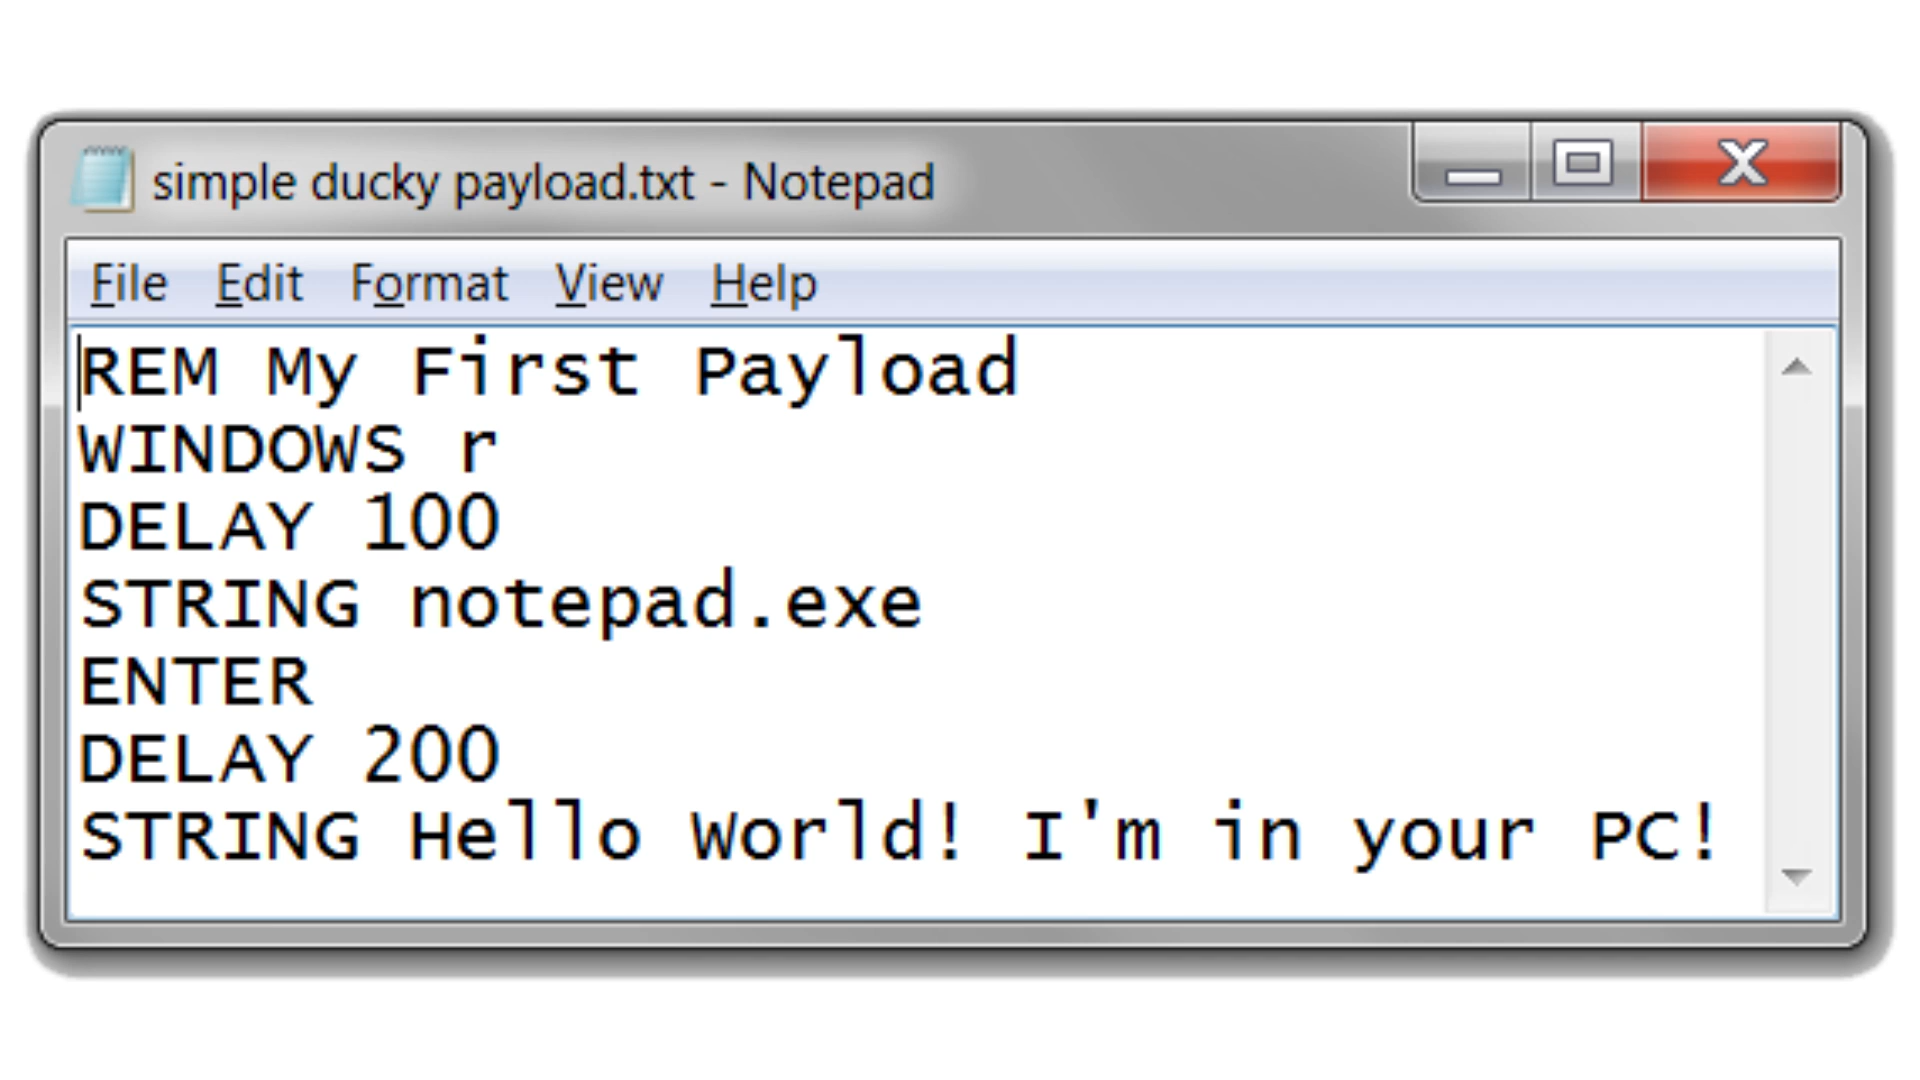 simple ducky payload.txt - Notepad
File Edit Format View Help
REM My First Payload
WINDOWS r
DELAY 100
STRING notepad.exe
ENTER
DELAY 200
STRING Hello World! I'm in your PC!